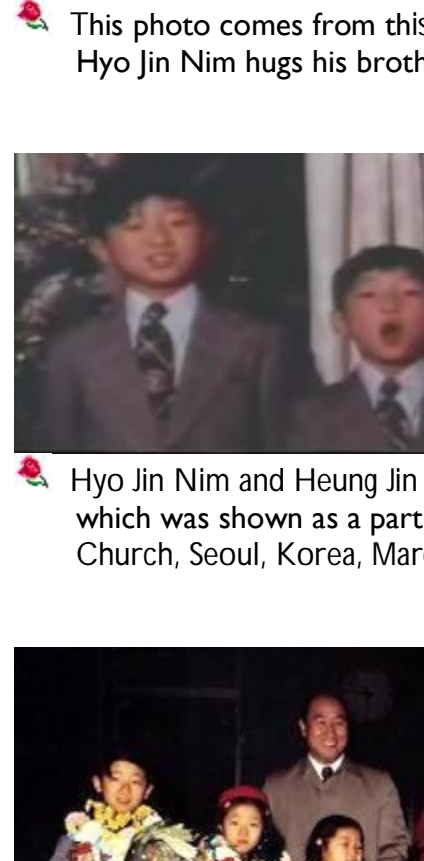 This photo comes from this
Hyo Jin Nim hugs his broth
Hyo Jin Nim and Heung Jin
which was shown as a part
Church, Seoul, Korea, Marc